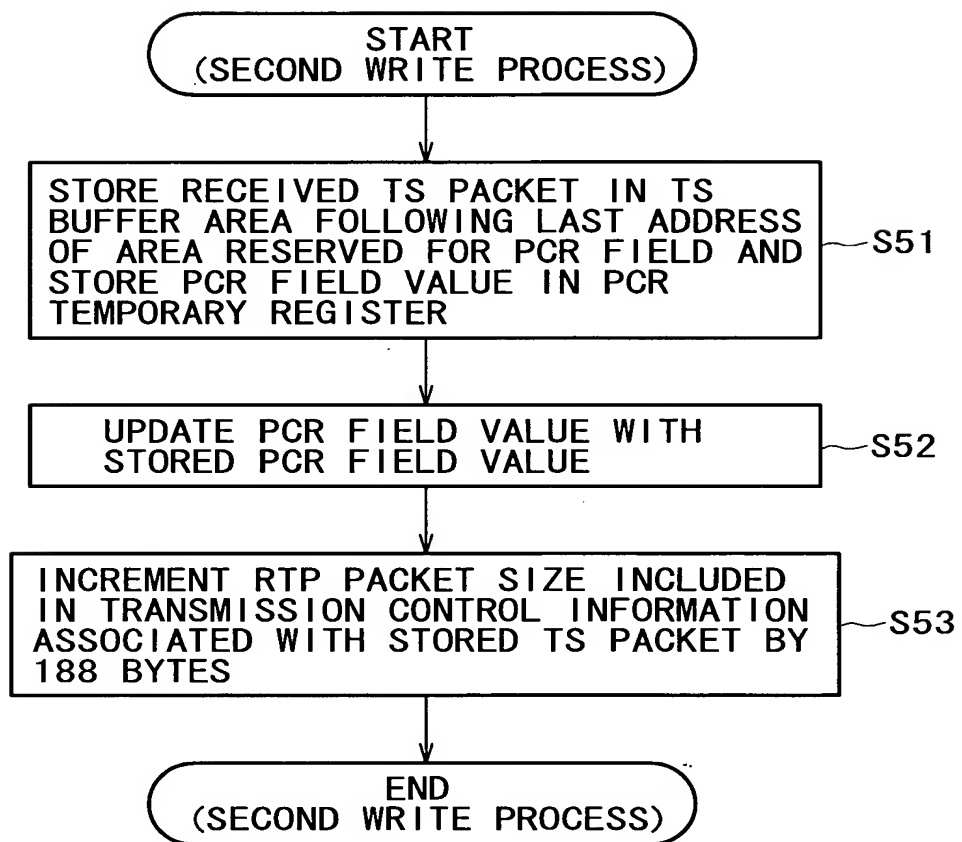 START
(SECOND WRITE PROCESS)
STORE RECEIVED TS PACKET IN TS
BUFFER AREA FOLLOWING LAST ADDRESS
OF AREA RESERVED FOR PCR FIELD AND
STORE PCR FIELD VALUE IN PCR
TEMPORARY REGISTER
S51
UPDATE PCR FIELD VALUE WITH
STORED PCR FIELD VALUE
S52
INCREMENT RTP PACKET SIZE INCLUDED
IN TRANSMISSION CONTROL INFORMATION
ASSOCIATED WITH STORED TS PACKET BY
188 BYTES
S53
END
(SECOND WRITE PROCESS)